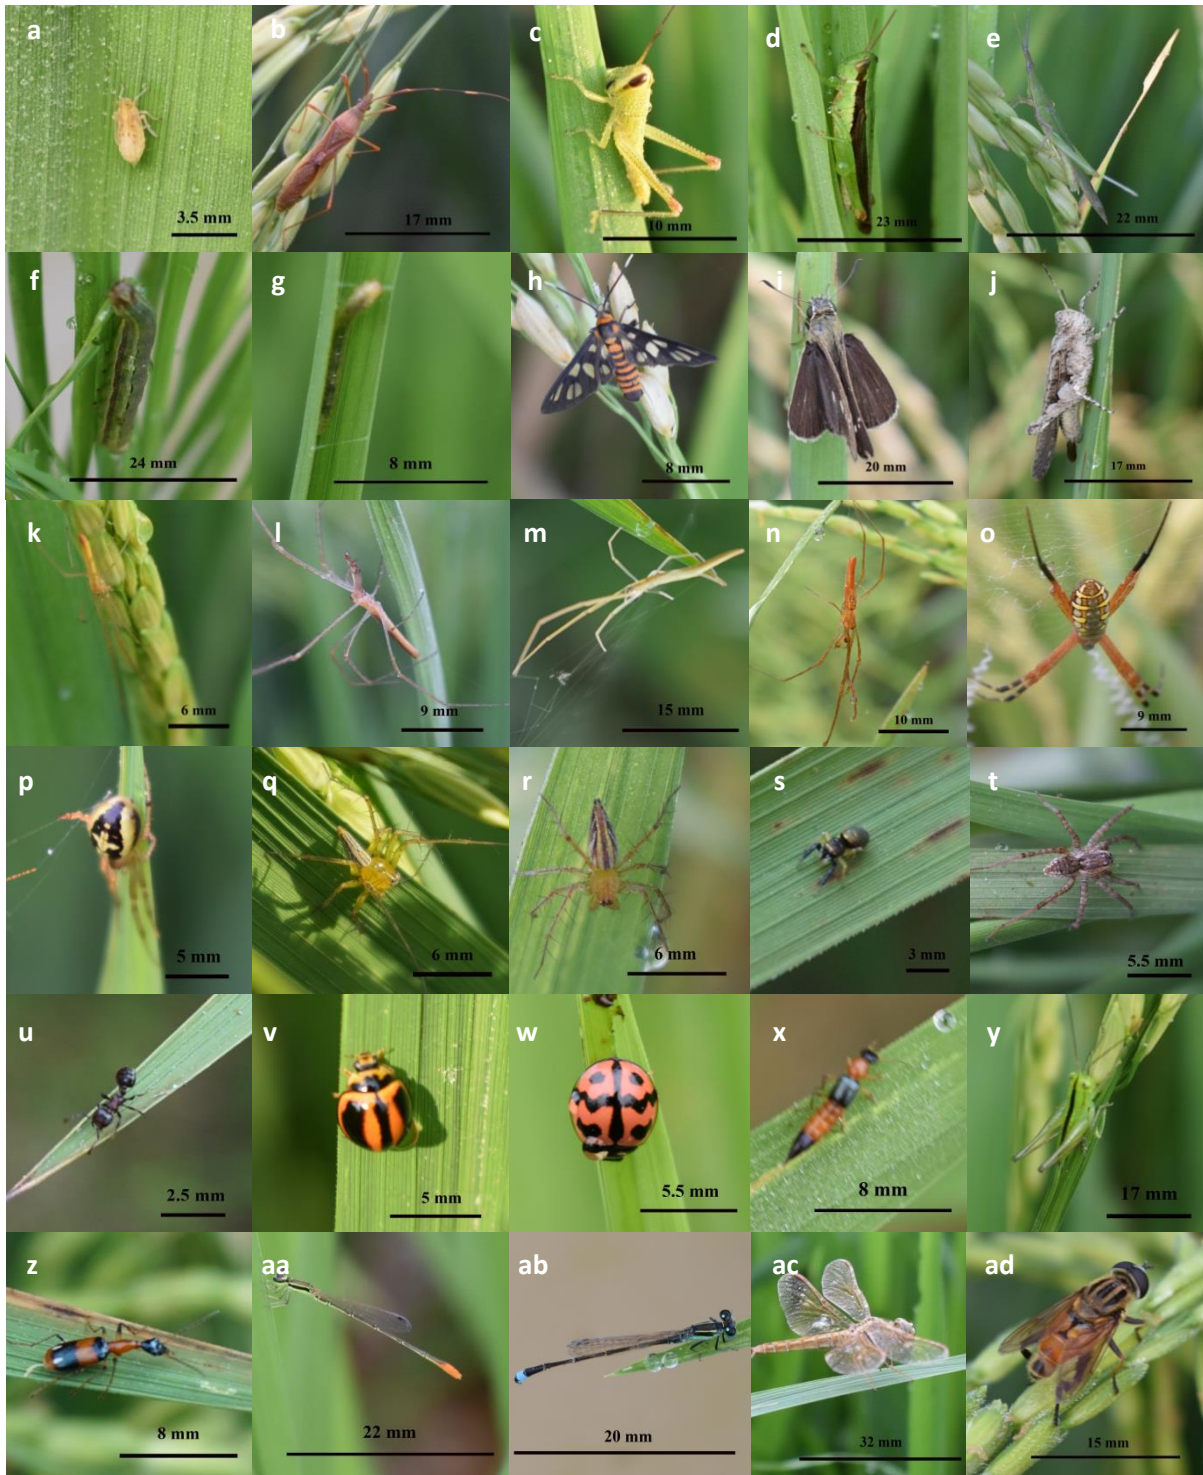 a
3.5 mm
b
17 mm
c
10 mm
d
23 mm
e
22 mm
f
24 mm
g
8 mm
h
8 mm
i
20 mm
j
17 mm
k
6 mm
l
9 mm
m
15 mm
n
10 mm
o
9 mm
p
5 mm
q
6 mm
r
6 mm
s
3 mm
t
5.5 mm
u
2.5 mm
v
5 mm
w
5.5 mm
x
8 mm
y
17 mm
z
8 mm
aa
22 mm
ab
20 mm
ac
32 mm
ad
15 mm